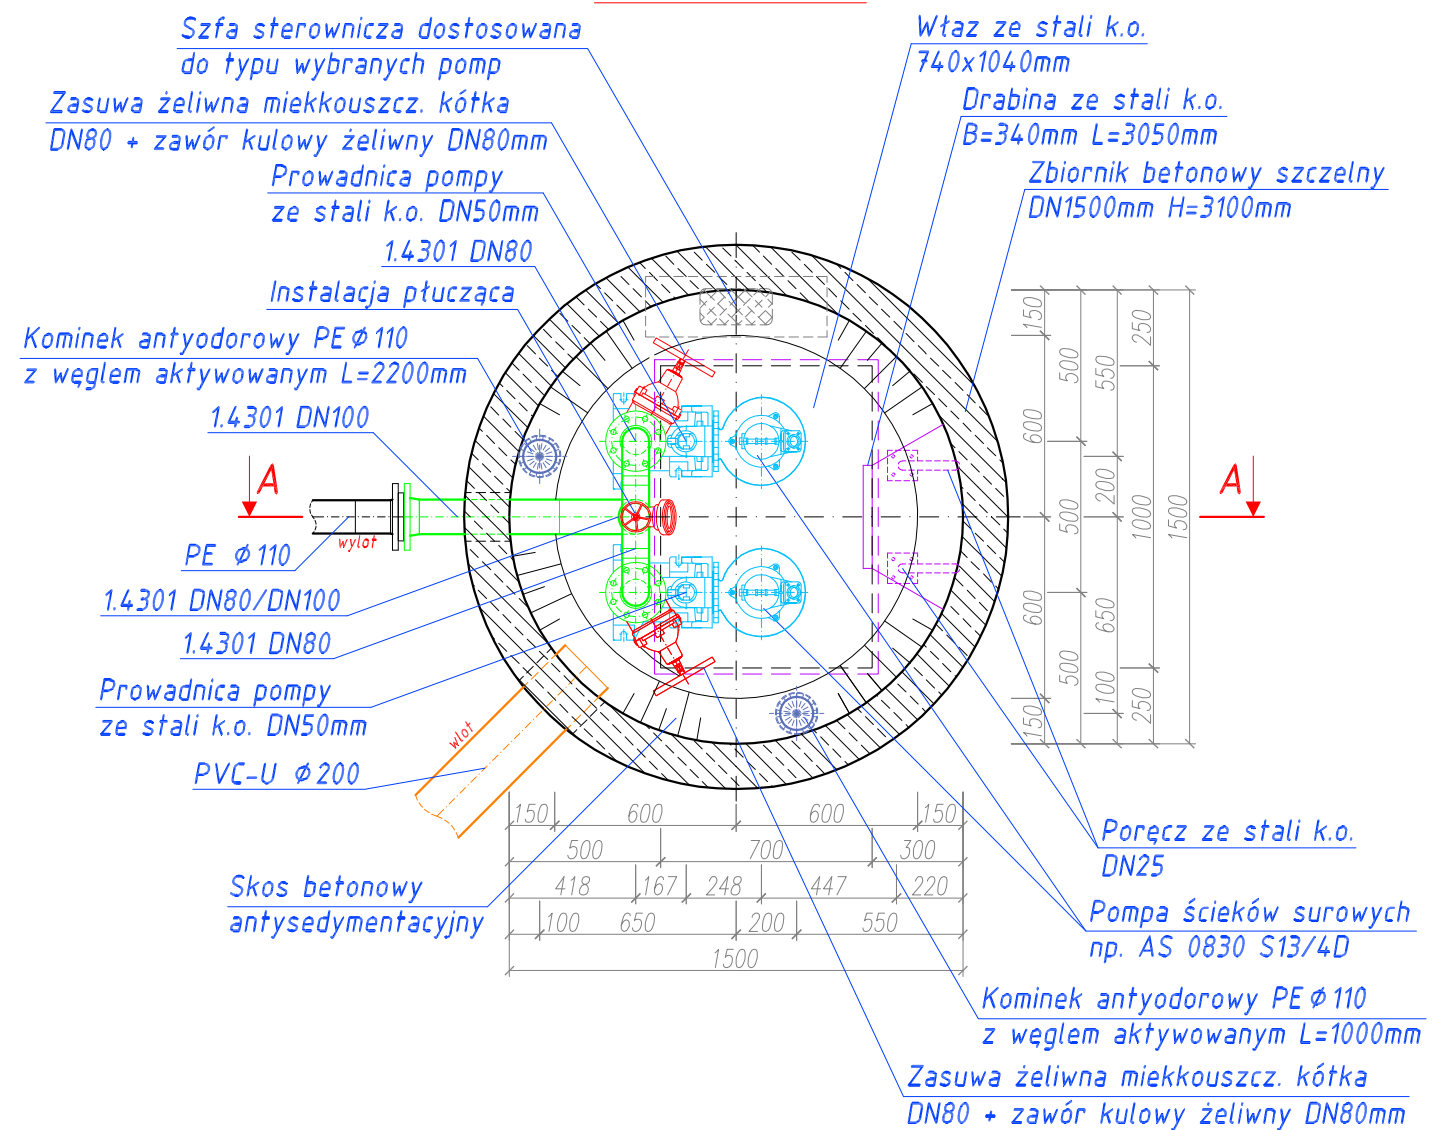 Szfa sterownicza dostosowana
do typu wybranych pomp
Zasuwa żeliwna miekkouszcz. kótka
DN80 + zawór kulowy żeliwny DN80mm
Prowadnica pompy
ze stali k.o. DN50mm
1.4301 DN80
Instalacja płucząca
Kominek antyodorowy PE Ø 110
z węglem aktywowanym L=2200mm
1.4301 DN100
A
wylot
PE Ø 110
1.4301 DN80/DN100
1.4301 DN80
Prowadnica pompy
ze stali k.o. DN50mm
wlot
PVC-U Ø 200
Skos betonowy
antysedymentacyjny
Właz ze stali k.o.
740x1040mm
Drabina ze stali k.o.
B=340mm L=3050mm
Zbiornik betonowy szczelny
DN1500mm H=3100mm
A
150
600
600
150
500
500
500
550
200
650
100
250
1000
250
1500
150
600
600
150
500
700
300
418
167
248
447
220
100
650
200
550
1500
Poręcz ze stali k.o.
DN25
Pompa ścieków surowych
np. AS 0830 S13/4D
Kominek antyodorowy PE Ø 110
z węglem aktywowanym L=1000mm
Zasuwa żeliwna miekkouszcz. kótka
DN80 + zawór kulowy żeliwny DN80mm